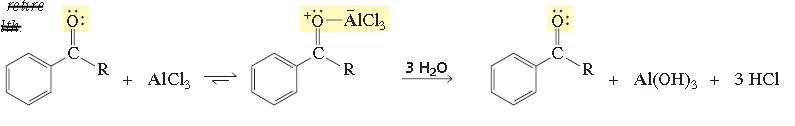 :O: +O—AlCl₃ :O:
C C C
R + AlCl₃ ⇌ R 3 H₂O → R + Al(OH)₃ + 3 HCl